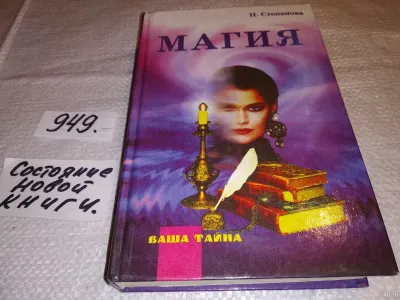 Н. Степанова
МАГИЯ
ВАША ТАЙНА
949.
Состояние
новой
книги.